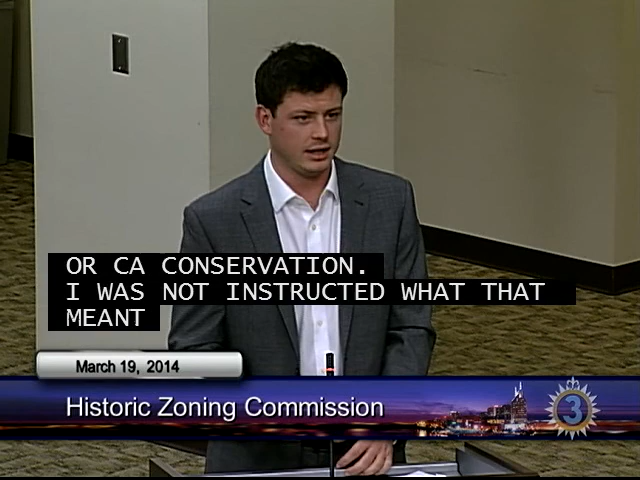 OR CA CONSERVATION.
I WAS NOT INSTRUCTED WHAT THAT
MEANT
March 19, 2014
Historic Zoning Commission
3